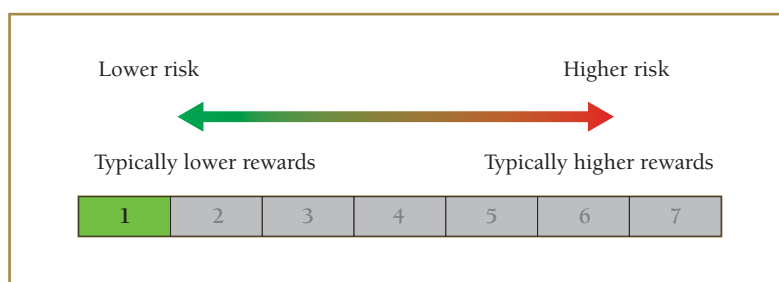 Lower risk Higher risk
Typically lower rewards Typically higher rewards
1 2 3 4 5 6 7